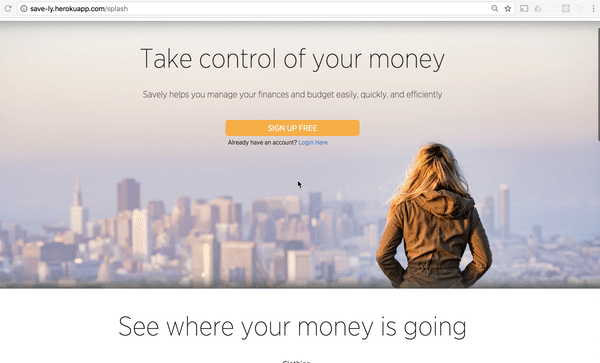 save-ly.herokuapp.com/splash
Take control of your money
Savely helps you manage your finances and budget easily, quickly, and efficiently
SIGN UP FREE
Already have an account? Login Here
See where your money is going
Clothing